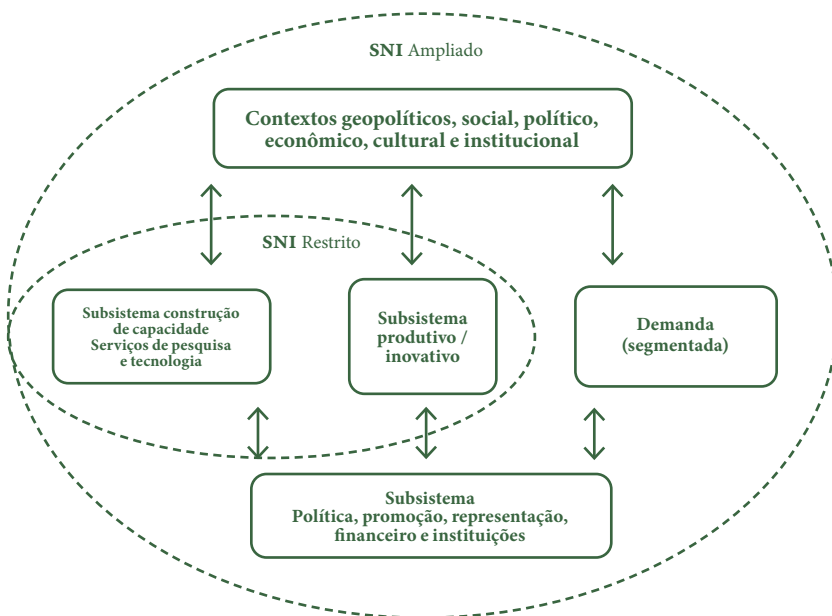 SNI Ampliado
Contextos geopolíticos, social, político,
econômico, cultural e institucional
SNI Restrito
Subsistema construção
de capacidade
Serviços de pesquisa
e tecnologia
Subsistema
produtivo /
inovativo
Demanda
(segmentada)
Subsistema
Política, promoção, representação,
financeiro e instituições